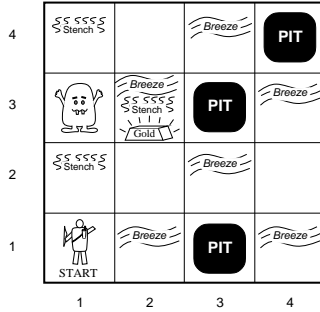 4 Stench Breeze PIT
Breeze
3 Stench PIT Breeze
Gold
2 Stench Breeze
1 Breeze PIT Breeze
START
1 2 3 4